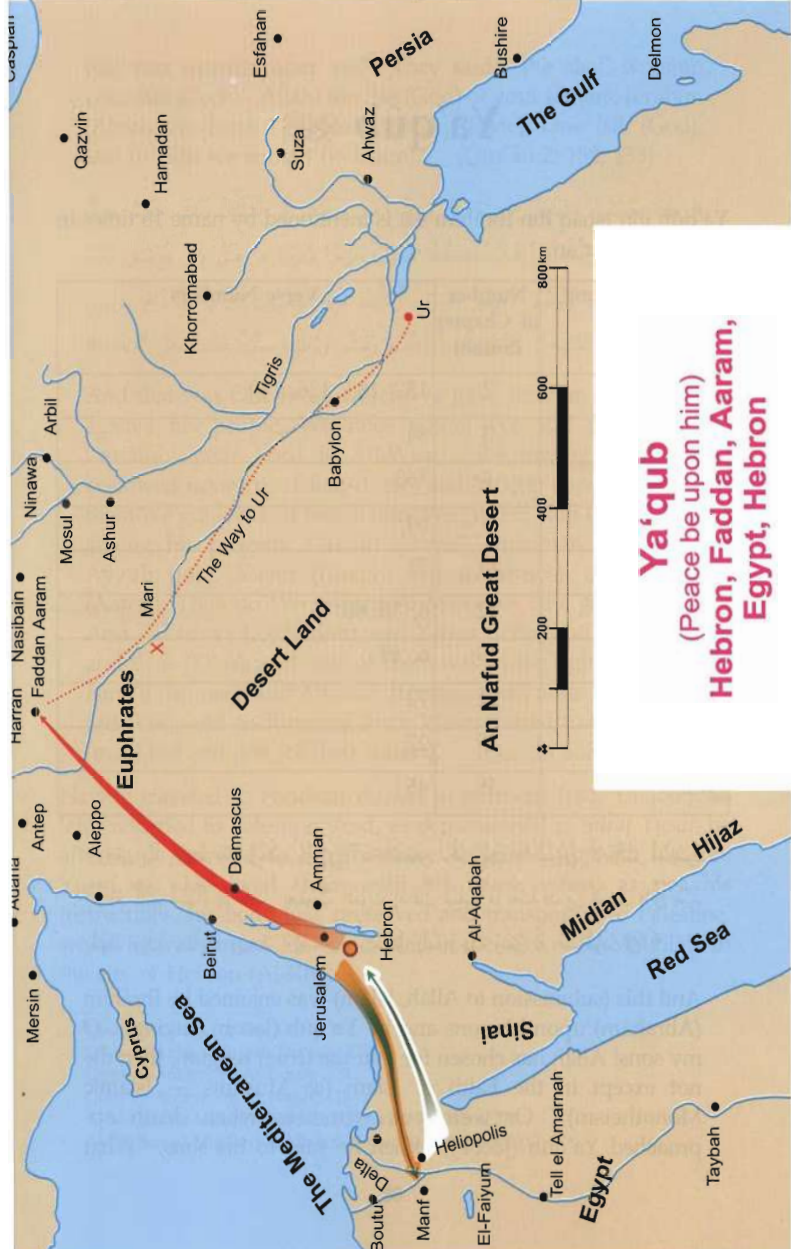 Caspian
Adana
Harran
Mersin
Antep
Nasibain
Ninawa
Arbil
Qazvin
Faddan Aaram
Mosul
Aleppo
Ashur
Hamadan
Cyprus
Euphrates
Mari
Khorromabad
Esfahan
Beirut
Damascus
The Way to Ur
Tigris
Suza
Persia
The Mediterranean Sea
Desert Land
Babylon
Ahwaz
Jerusalem
Amman
Ur
Bushire
Hebron
Boutu
Delta
Manf
Heliopolis
Al-Aqabah
An Nafud Great Desert
The Gulf
El-Faiyum
Sinai
200
400
600
800km
Tell el Amarnah
Midian
Delmon
Egypt
Red Sea
Hijaz
Taybah
Ya‘qub
(Peace be upon him)
Hebron, Faddan, Aaram,
Egypt, Hebron